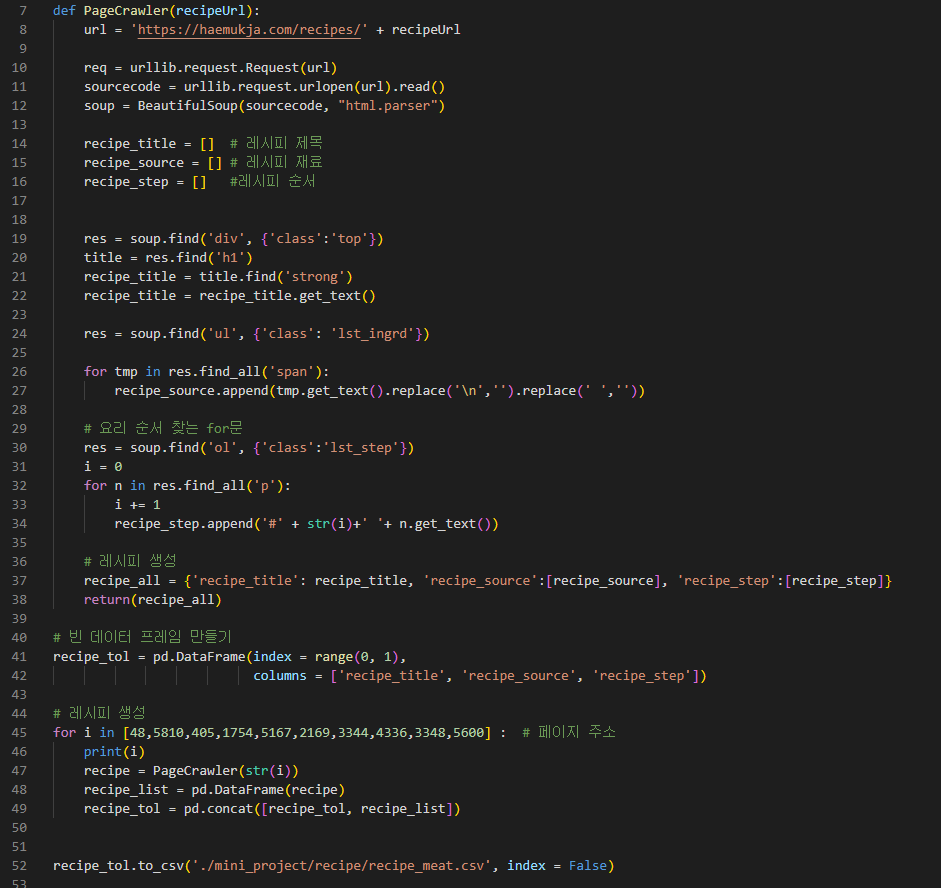 7 def PageCrawler(recipeUrl):
8     url = 'https://haemukja.com/recipes/' + recipeUrl
9
10     req = urllib.request.Request(url)
11     sourcecode = urllib.request.urlopen(url).read()
12     soup = BeautifulSoup(sourcecode, "html.parser")
13
14     recipe_title = []  # 레시피 제목
15     recipe_source = [] # 레시피 재료
16     recipe_step = []   #레시피 순서
17
18
19     res = soup.find('div', {'class':'top'})
20     title = res.find('h1')
21     recipe_title = title.find('strong')
22     recipe_title = recipe_title.get_text()
23
24     res = soup.find('ul', {'class': 'lst_ingrd'})
25
26     for tmp in res.find_all('span'):
27         recipe_source.append(tmp.get_text().replace('\n','').replace(' ',''))
28
29     # 요리 순서 찾는 for문
30     res = soup.find('ol', {'class':'lst_step'})
31     i = 0
32     for n in res.find_all('p'):
33         i += 1
34         recipe_step.append('#' + str(i)+' '+ n.get_text())
35
36     # 레시피 생성
37     recipe_all = {'recipe_title': recipe_title, 'recipe_source':[recipe_source], 'recipe_step':[recipe_step]}
38     return(recipe_all)
39
40 # 빈 데이터 프레임 만들기
41 recipe_tol = pd.DataFrame(index = range(0, 1),
42                           columns = ['recipe_title', 'recipe_source', 'recipe_step'])
43
44 # 레시피 생성
45 for i in [48,5810,405,1754,5167,2169,3344,4336,3348,5600] :  # 페이지 주소
46     print(i)
47     recipe = PageCrawler(str(i))
48     recipe_list = pd.DataFrame(recipe)
49     recipe_tol = pd.concat([recipe_tol, recipe_list])
50
51
52 recipe_tol.to_csv('./mini_project/recipe/recipe_meat.csv', index = False)
53